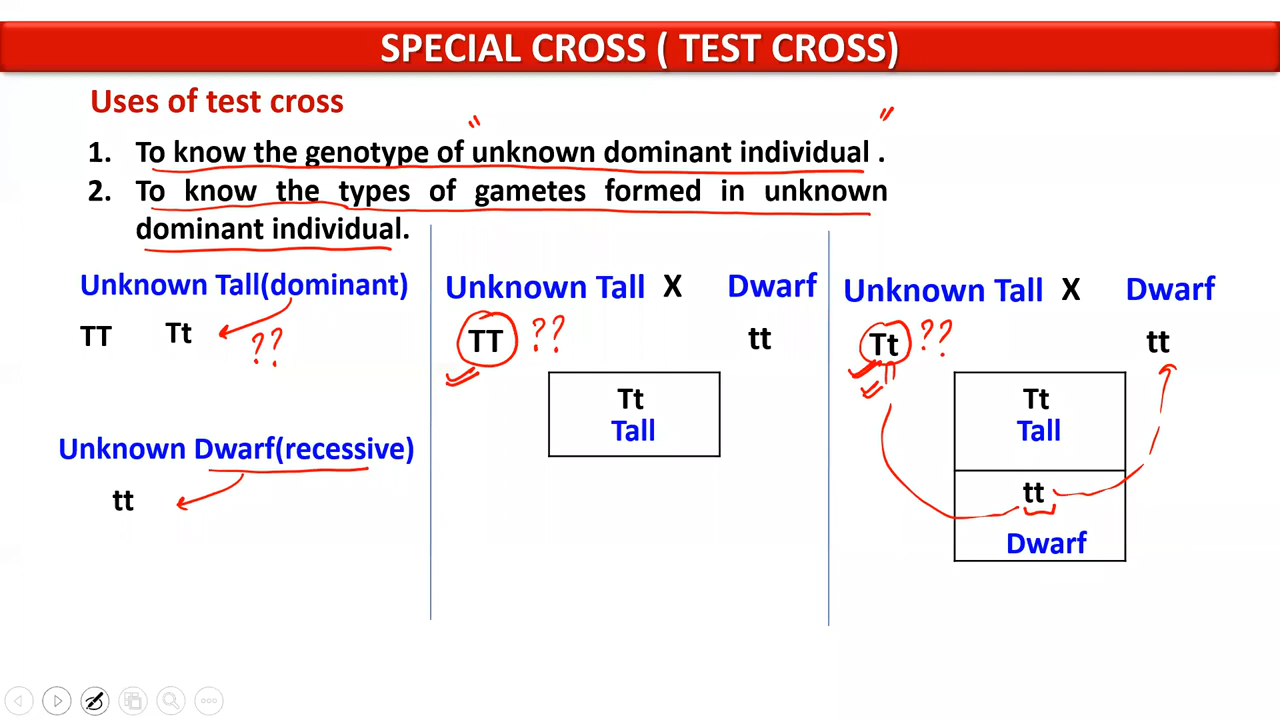 SPECIAL CROSS ( TEST CROSS)
Uses of test cross
1. To know the genotype of unknown dominant individual .
2. To know the types of gametes formed in unknown
dominant individual.
Unknown Tall(dominant)
TT Tt ??
Unknown Dwarf(recessive)
tt
Unknown Tall X Dwarf
TT ?? tt
Tt
Tall
Unknown Tall X Dwarf
Tt ?? tt
Tt
Tall
tt
Dwarf